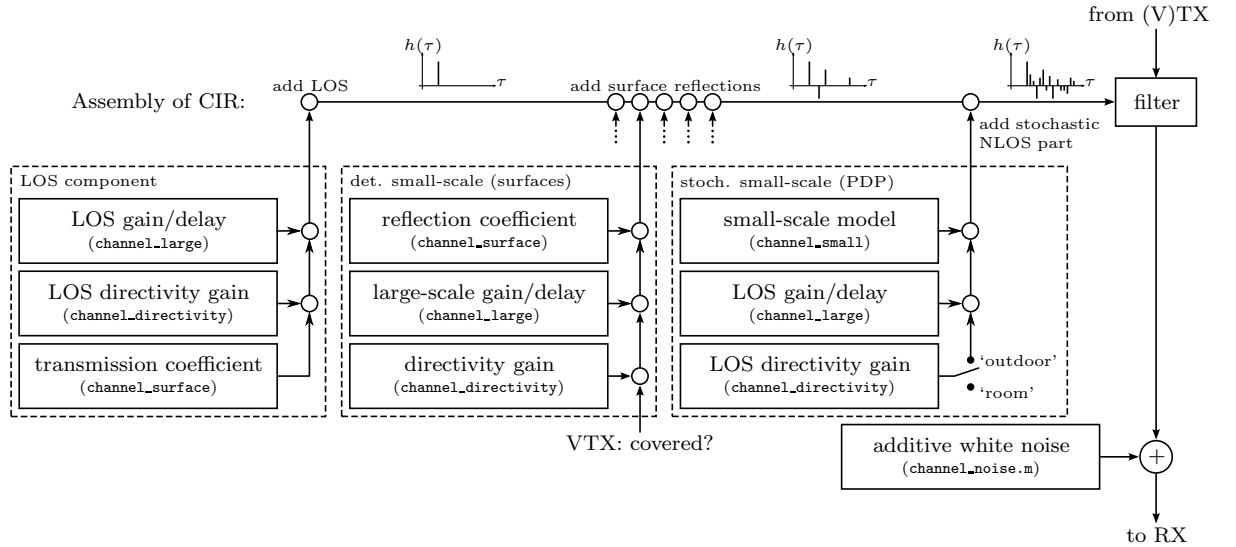 from (V)TX
h(τ)
τ
h(τ)
τ
h(τ)
τ
add LOS
add surface reflections
Assembly of CIR:
filter
add stochastic
NLOS part
LOS component
LOS gain/delay
(channel_large)
LOS directivity gain
(channel_directivity)
transmission coefficient
(channel_surface)
det. small-scale (surfaces)
reflection coefficient
(channel_surface)
large-scale gain/delay
(channel_large)
directivity gain
(channel_directivity)
VTX: covered?
stoch. small-scale (PDP)
small-scale model
(channel_small)
LOS gain/delay
(channel_large)
LOS directivity gain
(channel_directivity)
‘outdoor’
‘room’
additive white noise
(channel_noise.m)
+
to RX